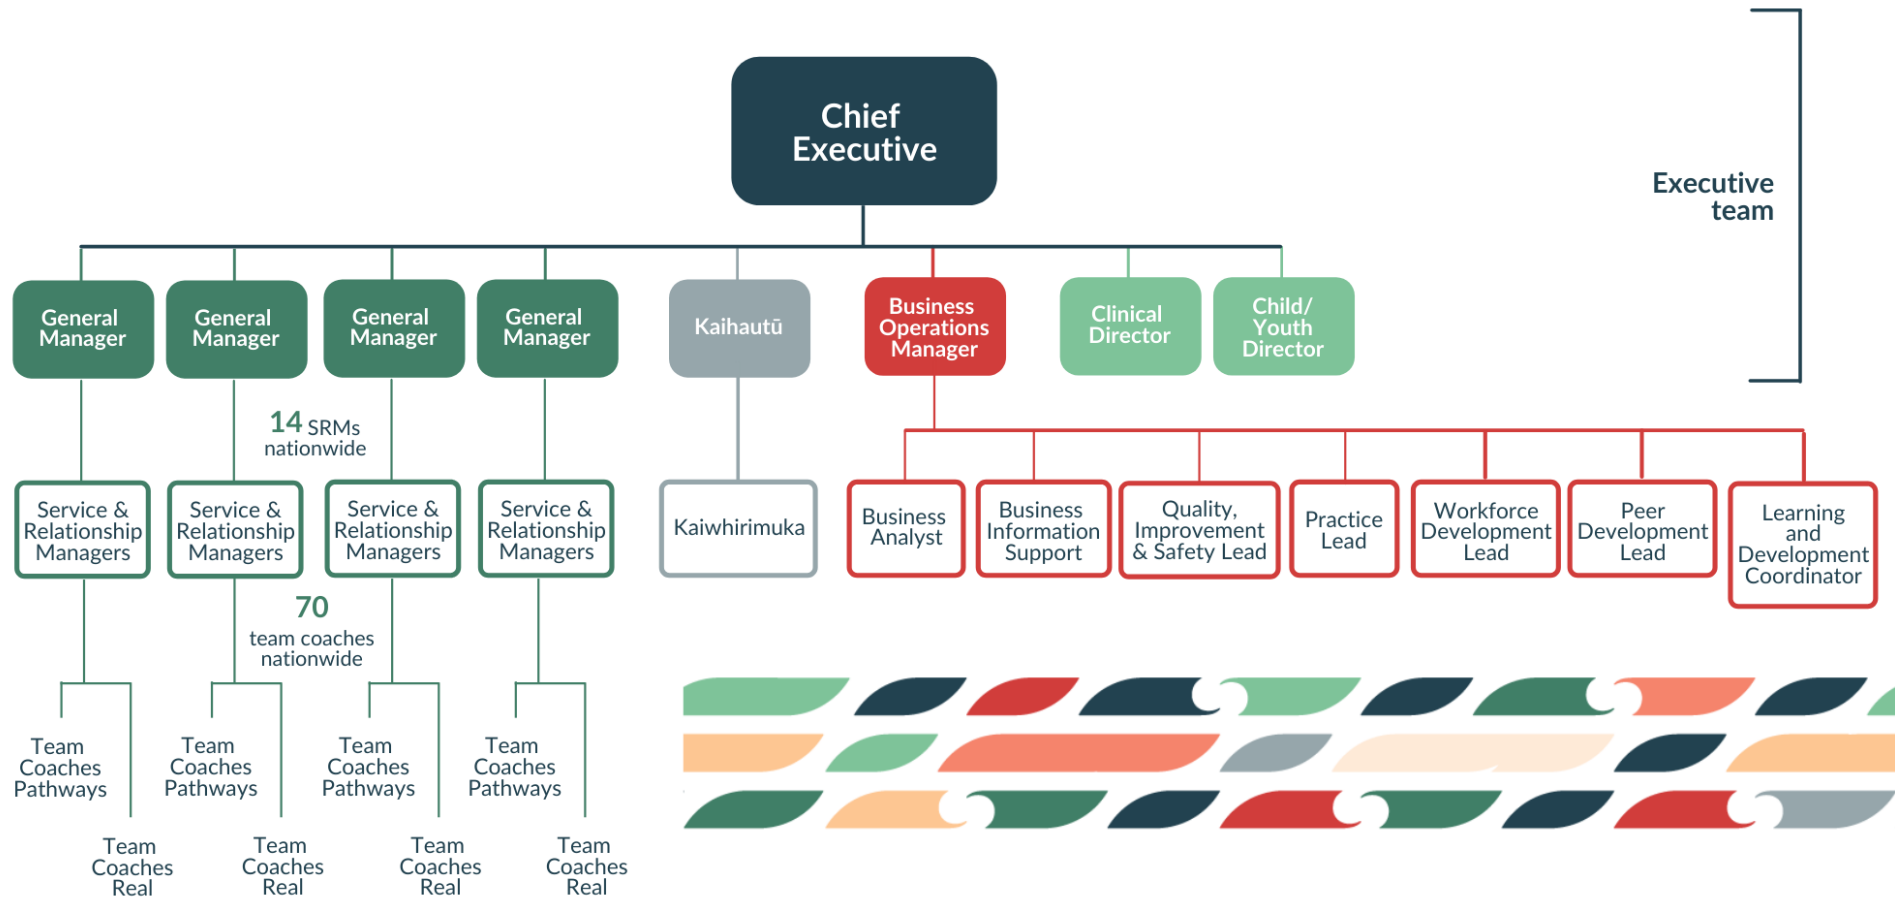 Chief
Executive
Executive
team
General
Manager
General
Manager
General
Manager
General
Manager
Kaihautū
Business
Operations
Manager
Clinical
Director
Child/
Youth
Director
14 SRMs
nationwide
Service &
Relationship
Managers
Service &
Relationship
Managers
Service &
Relationship
Managers
Service &
Relationship
Managers
Kaiwhirimuka
Business
Analyst
Business
Information
Support
Quality,
Improvement
& Safety Lead
Practice
Lead
Workforce
Development
Lead
Peer
Development
Lead
Learning
and
Development
Coordinator
70
team coaches
nationwide
Team
Coaches
Pathways
Team
Coaches
Pathways
Team
Coaches
Pathways
Team
Coaches
Pathways
Team
Coaches
Real
Team
Coaches
Real
Team
Coaches
Real
Team
Coaches
Real